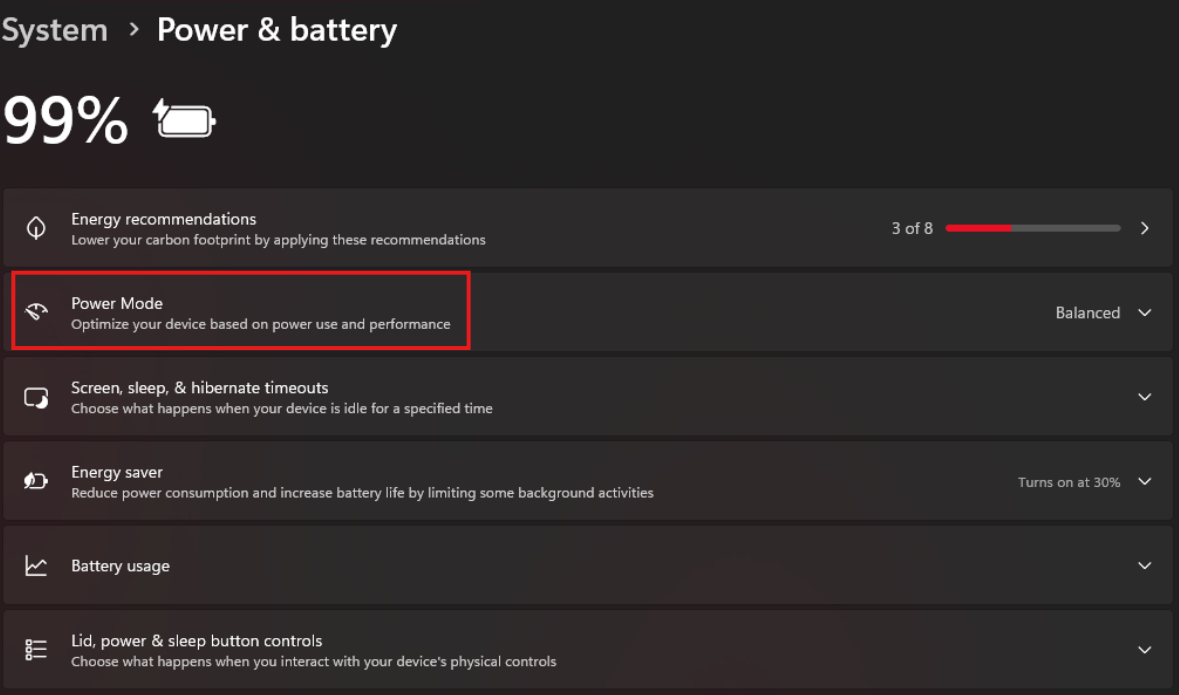 System > Power & battery
99%
Energy recommendations
Lower your carbon footprint by applying these recommendations
3 of 8
Power Mode
Optimize your device based on power use and performance
Balanced
Screen, sleep, & hibernate timeouts
Choose what happens when your device is idle for a specified time
Energy saver
Reduce power consumption and increase battery life by limiting some background activities
Turns on at 30%
Battery usage
Lid, power & sleep button controls
Choose what happens when you interact with your device's physical controls